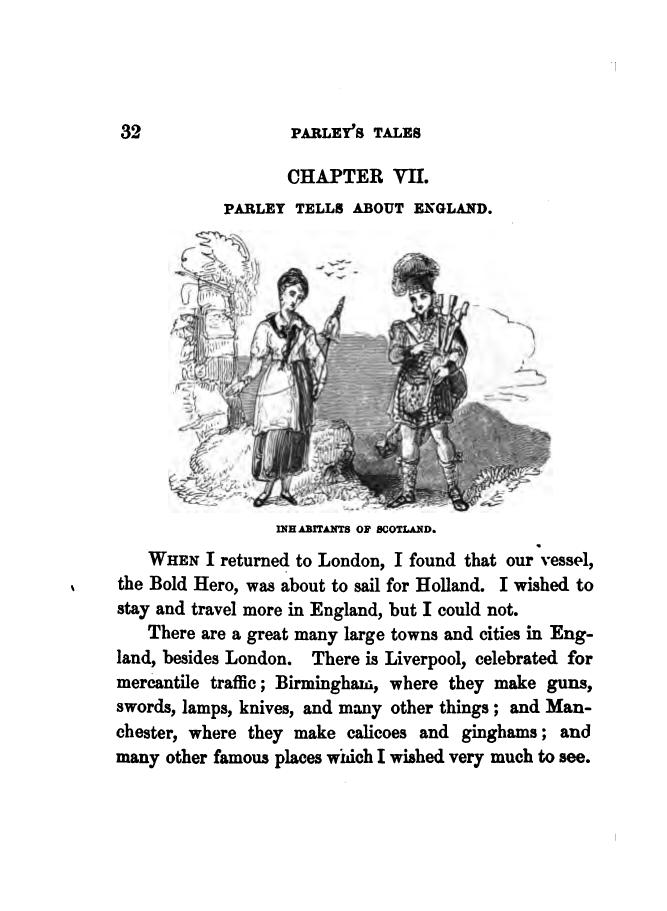 32 PARLEY'S TALES
CHAPTER VII.
PARLEY TELLS ABOUT ENGLAND.
INHABITANTS OF SCOTLAND.
WHEN I returned to London, I found that our vessel,
the Bold Hero, was about to sail for Holland. I wished to
stay and travel more in England, but I could not.
There are a great many large towns and cities in Eng-
land, besides London. There is Liverpool, celebrated for
mercantile traffic; Birmingham, where they make guns,
swords, lamps, knives, and many other things; and Man-
chester, where they make calicoes and ginghams; and
many other famous places which I wished very much to see.